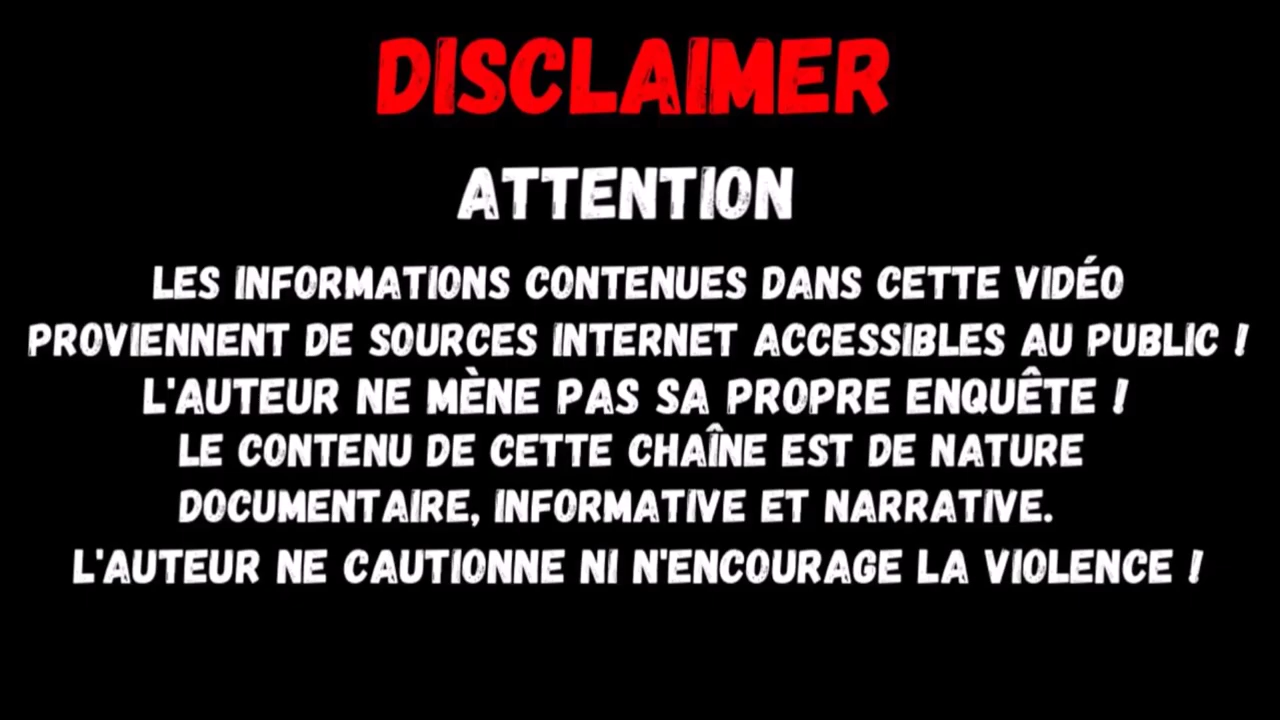 DISCLAIMER
ATTENTION
LES INFORMATIONS CONTENUES DANS CETTE VIDÉO
PROVIENNENT DE SOURCES INTERNET ACCESSIBLES AU PUBLIC !
L'AUTEUR NE MÈNE PAS SA PROPRE ENQUÊTE !
LE CONTENU DE CETTE CHAÎNE EST DE NATURE
DOCUMENTAIRE, INFORMATIVE ET NARRATIVE.
L'AUTEUR NE CAUTIONNE NI N'ENCOURAGE LA VIOLENCE !